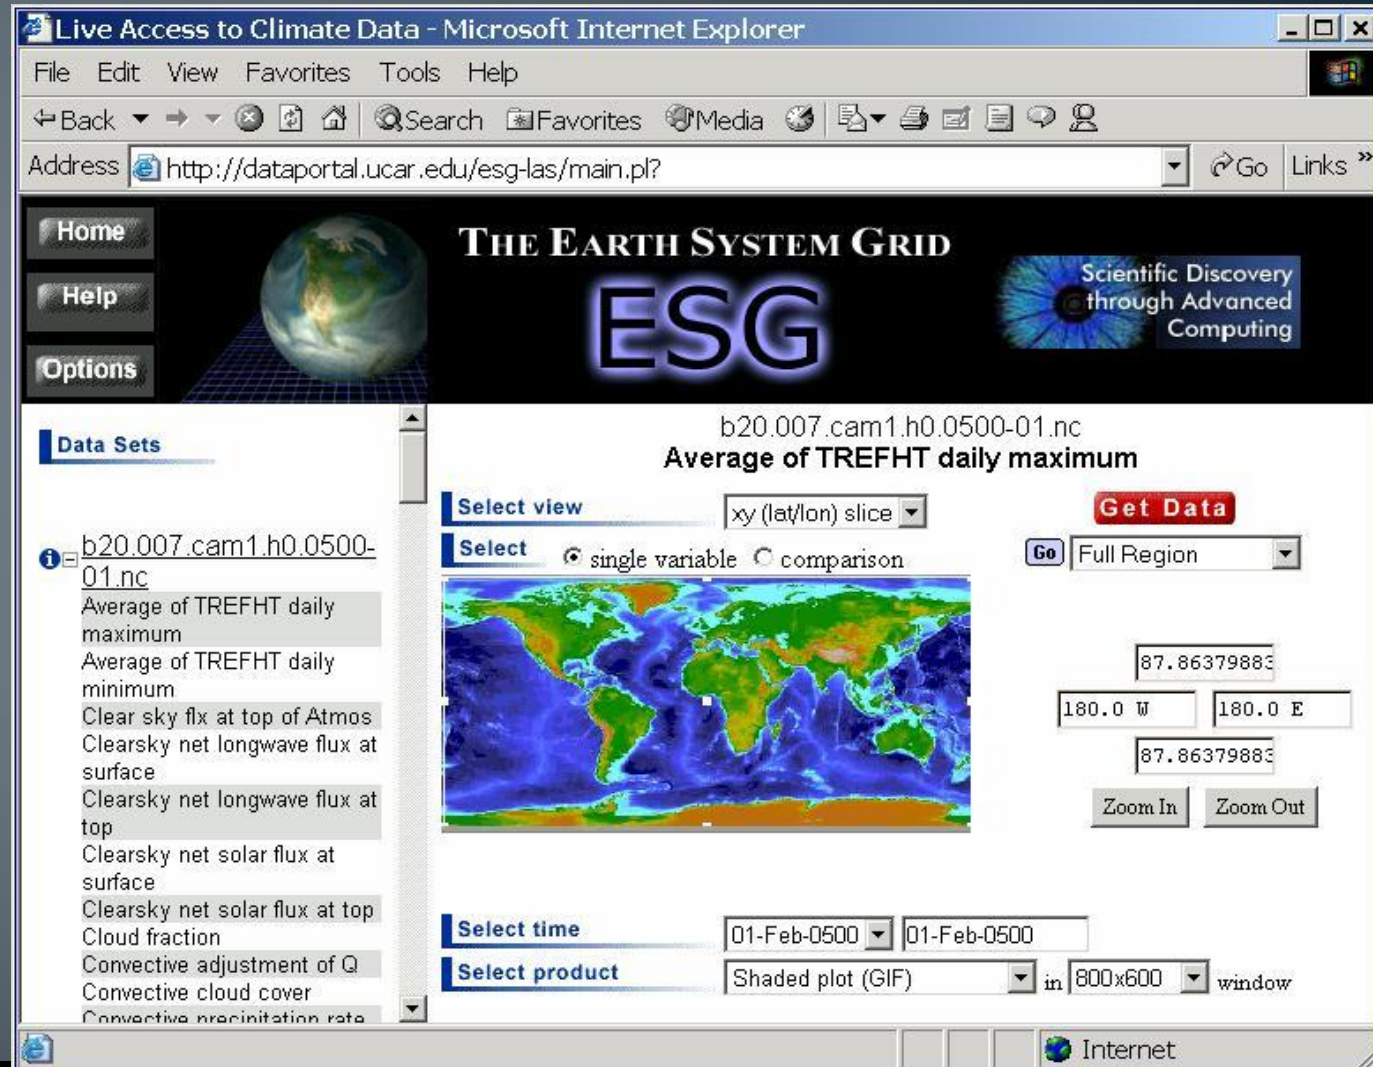 Live Access to Climate Data - Microsoft Internet Explorer
File Edit View Favorites Tools Help
Back Search Favorites Media
Address http://dataportal.ucar.edu/esg-las/main.pl? Go Links »
Home
Help
Options
THE EARTH SYSTEM GRID
ESG
Scientific Discovery
through Advanced
Computing
Data Sets
b20.007.cam1.h0.0500-
01.nc
Average of TREFHT daily
maximum
Average of TREFHT daily
minimum
Clear sky flx at top of Atmos
Clearsky net longwave flux at
surface
Clearsky net longwave flux at
top
Clearsky net solar flux at
surface
Clearsky net solar flux at top
Cloud fraction
Convective adjustment of Q
Convective cloud cover
Convective precipitation rate
b20.007.cam1.h0.0500-01.nc
Average of TREFHT daily maximum
Select view xy (lat/lon) slice
Get Data
Select single variable comparison
Go Full Region
87.86379883
180.0 W 180.0 E
87.86379883
Zoom In Zoom Out
Select time 01-Feb-0500 01-Feb-0500
Select product Shaded plot (GIF) in 800x600 window
Internet